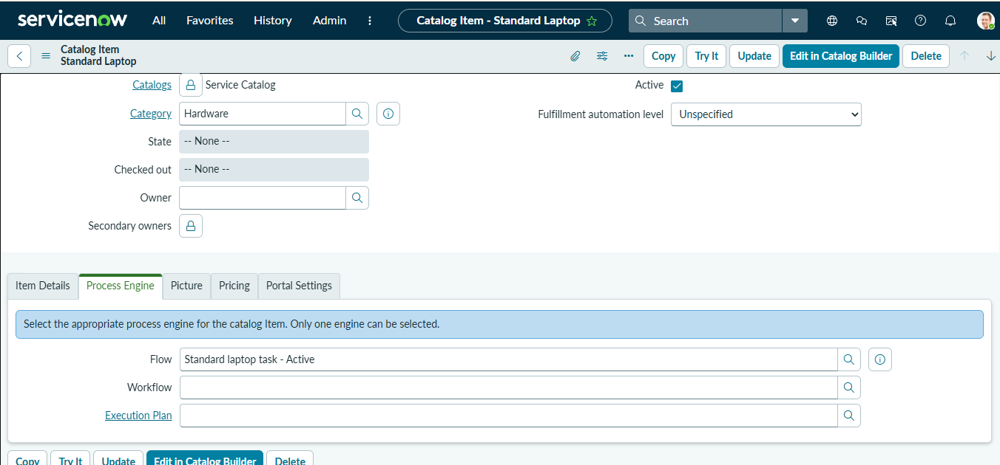 servicenow All Favorites History Admin Catalog Item - Standard Laptop Search
Catalog Item
Standard Laptop
Copy Try It Update Edit in Catalog Builder Delete
Catalogs Service Catalog Active
Category Hardware Fulfillment automation level Unspecified
State -- None --
Checked out -- None --
Owner
Secondary owners
Item Details Process Engine Picture Pricing Portal Settings
Select the appropriate process engine for the catalog Item. Only one engine can be selected.
Flow Standard laptop task - Active
Workflow
Execution Plan
Copy Try It Update Edit in Catalog Builder Delete